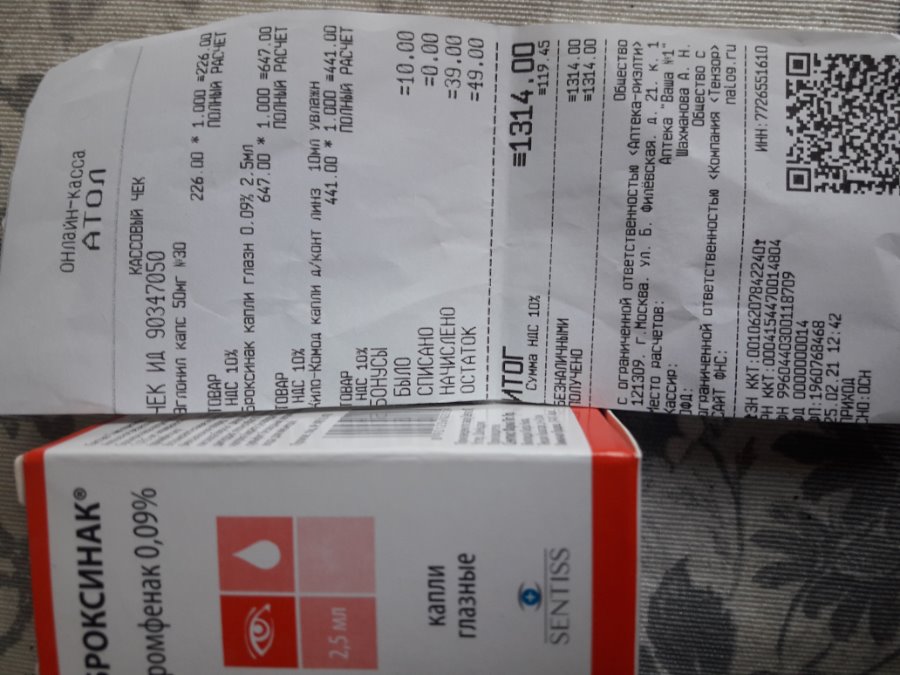 ОНЛАЙН-КАССА
АТОЛ
КАССОВЫЙ ЧЕК
ЧЕК ИД 90347050
Эглонил капс 50мг №30
226.00 * 1.000 ≡226.00
ТОВАР ПОЛНЫЙ РАСЧЕТ
НДС 10%
Броксинак капли глазн 0.09% 2.5мл
647.00 * 1.000 ≡647.00
ТОВАР ПОЛНЫЙ РАСЧЕТ
НДС 10%
Хило-Комод капли д/конт линз 10мл увлажн
441.00 * 1.000 ≡441.00
ТОВАР ПОЛНЫЙ РАСЧЕТ
НДС 10%
БОНУСЫ
БЫЛО =10.00
СПИСАНО =0.00
НАЧИСЛЕНО =39.00
ОСТАТОК =49.00
ИТОГ ≡1314.00
Сумма НДС 10% ≡119.45
БЕЗНАЛИЧНЫМИ ≡1314.00
ПОЛУЧЕНО ≡1314.00
Общество
с ограниченной ответственностью <Аптека-риэлти>
121309, г.Москва, ул. Б. Филёвская, д. 21, к. 1
Место расчетов: Аптека "Ваша №1"
Кассир: Шахманова А. Н.
ОФД: Общество с
ограниченной ответственностью <Компания <Тензор>
САЙТ ФНС: nalog.ru
ЗН ККТ:00106207842240 ИНН:7726551610
РН ККТ:0004154470014804
ФН 9960440300118709
ФД 0000000014
ФП:1960768468
25.02.21 12:42
ПРИХОД
СНО:ОСН
БРОКСИНАК®
ромфенак 0,09%
2,5 мл
капли
глазные
SENTISS